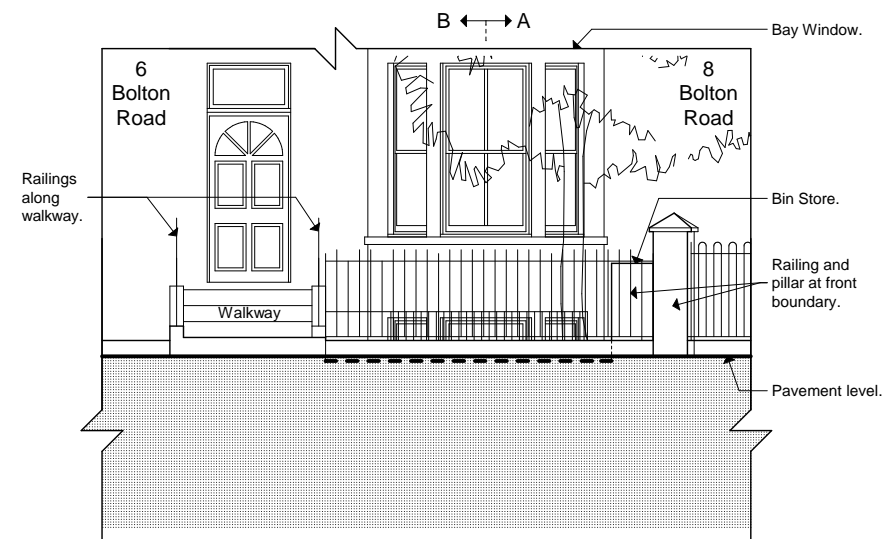 B A
Bay Window.
6
Bolton
Road
8
Bolton
Road
Railings
along
walkway.
Bin Store.
Railing and
pillar at front
boundary.
Walkway
Pavement level.